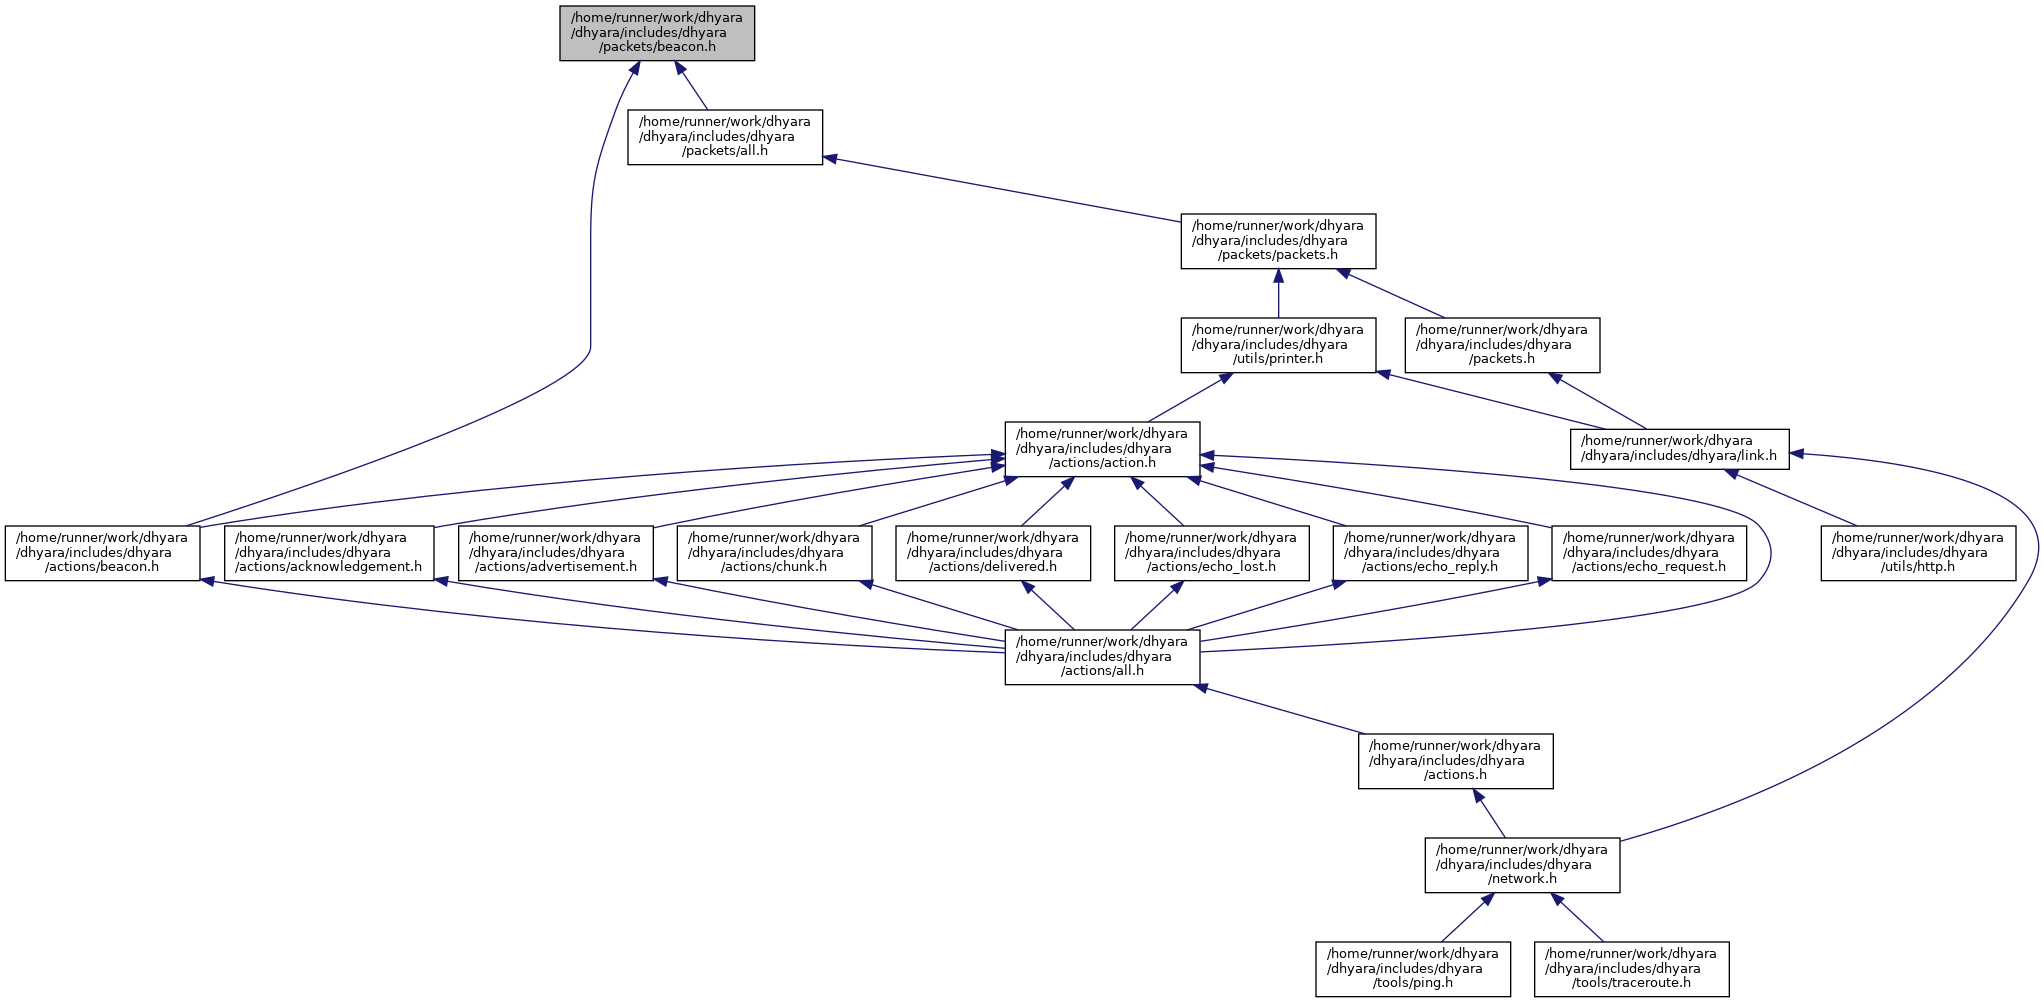 /home/runner/work/dhyara
/dhyara/includes/dhyara
/packets/beacon.h
/home/runner/work/dhyara
/dhyara/includes/dhyara
/packets/all.h
/home/runner/work/dhyara
/dhyara/includes/dhyara
/packets/packets.h
/home/runner/work/dhyara
/dhyara/includes/dhyara
/utils/printer.h
/home/runner/work/dhyara
/dhyara/includes/dhyara
/packets.h
/home/runner/work/dhyara
/dhyara/includes/dhyara
/actions/action.h
/home/runner/work/dhyara
/dhyara/includes/dhyara/link.h
/home/runner/work/dhyara
/dhyara/includes/dhyara
/actions/beacon.h
/home/runner/work/dhyara
/dhyara/includes/dhyara
/actions/acknowledgement.h
/home/runner/work/dhyara
/dhyara/includes/dhyara
/actions/advertisement.h
/home/runner/work/dhyara
/dhyara/includes/dhyara
/actions/chunk.h
/home/runner/work/dhyara
/dhyara/includes/dhyara
/actions/delivered.h
/home/runner/work/dhyara
/dhyara/includes/dhyara
/actions/echo_lost.h
/home/runner/work/dhyara
/dhyara/includes/dhyara
/actions/echo_reply.h
/home/runner/work/dhyara
/dhyara/includes/dhyara
/actions/echo_request.h
/home/runner/work/dhyara
/dhyara/includes/dhyara
/utils/http.h
/home/runner/work/dhyara
/dhyara/includes/dhyara
/actions/all.h
/home/runner/work/dhyara
/dhyara/includes/dhyara
/actions.h
/home/runner/work/dhyara
/dhyara/includes/dhyara
/network.h
/home/runner/work/dhyara
/dhyara/includes/dhyara
/tools/ping.h
/home/runner/work/dhyara
/dhyara/includes/dhyara
/tools/traceroute.h